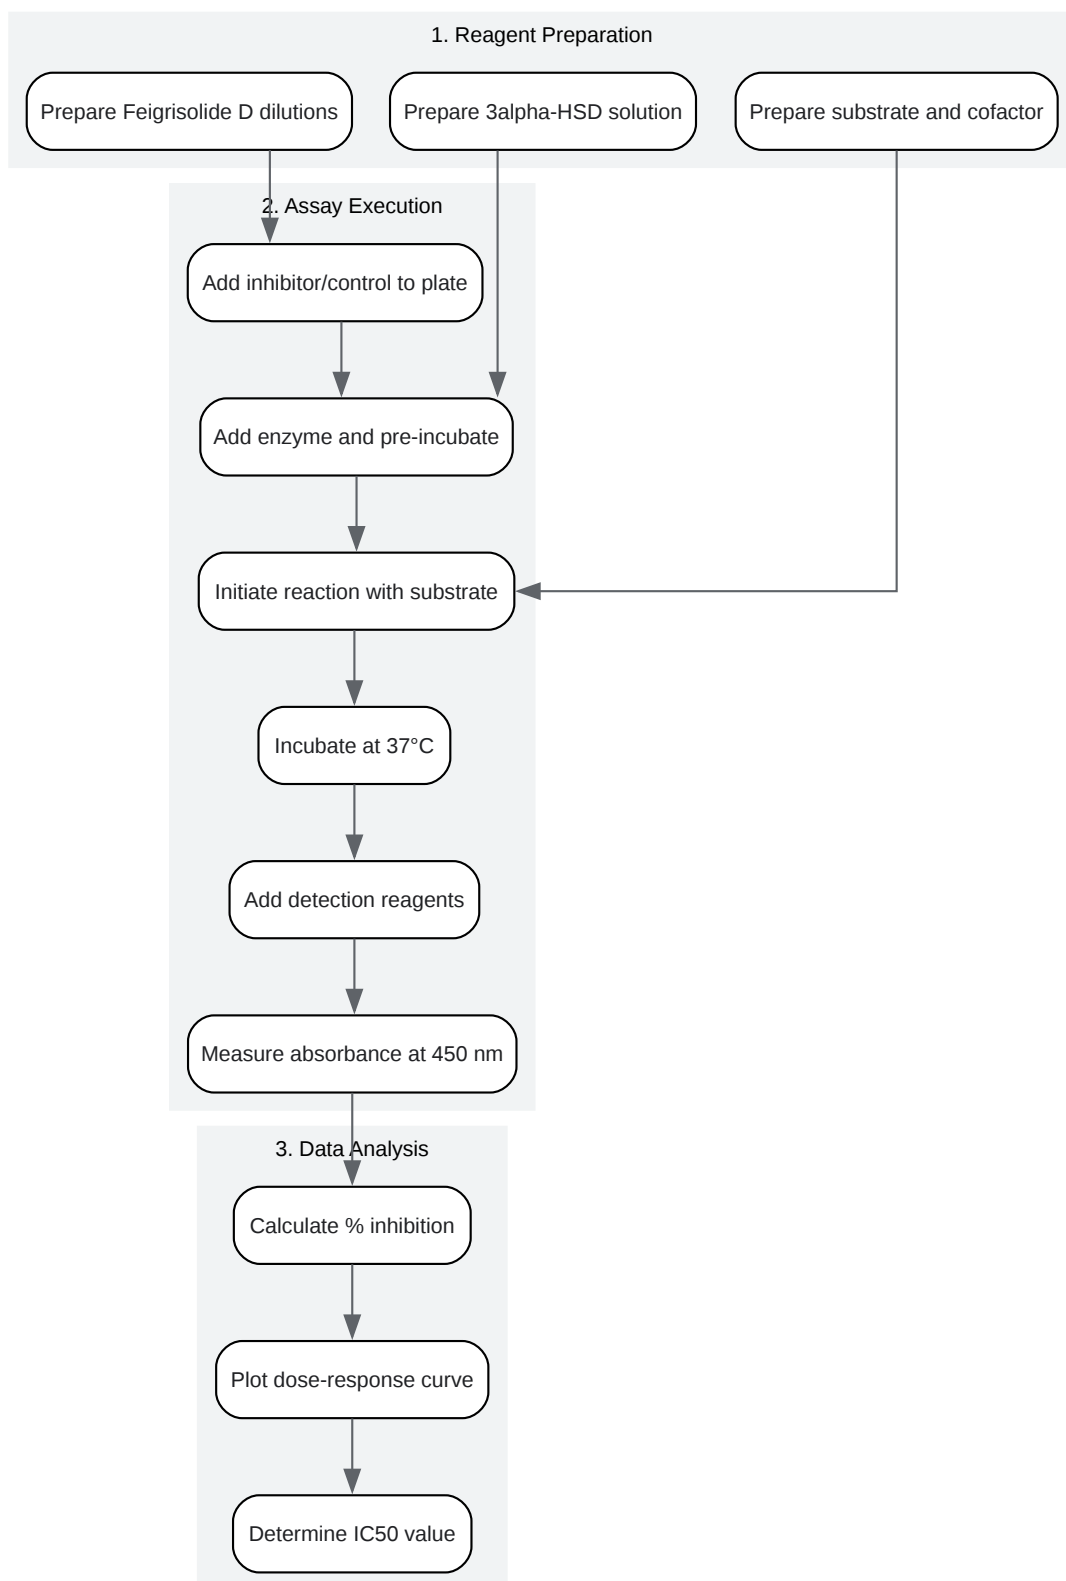 1. Reagent Preparation
Prepare Feigrisolide D dilutions
Prepare 3alpha-HSD solution
Prepare substrate and cofactor
2. Assay Execution
Add inhibitor/control to plate
Add enzyme and pre-incubate
Initiate reaction with substrate
Incubate at 37°C
Add detection reagents
Measure absorbance at 450 nm
3. Data Analysis
Calculate % inhibition
Plot dose-response curve
Determine IC50 value